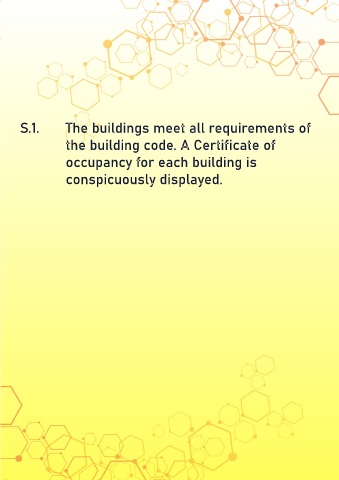 S.1. The buildings meet all requirements of
the building code. A Certificate of
occupancy for each building is
conspicuously displayed.